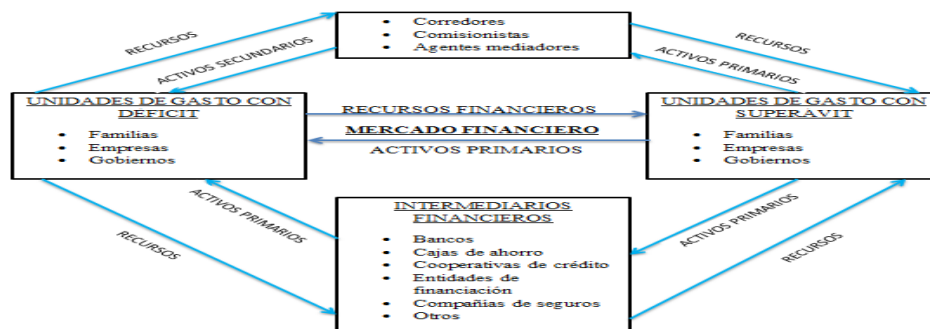 • Corredores
• Comisionistas
• Agentes mediadores
RECURSOS
ACTIVOS SECUNDARIOS
RECURSOS
ACTIVOS PRIMARIOS
UNIDADES DE GASTO CON
DEFICIT
• Familias
• Empresas
• Gobiernos
RECURSOS FINANCIEROS
MERCADO FINANCIERO
ACTIVOS PRIMARIOS
UNIDADES DE GASTO CON
SUPERAVIT
• Familias
• Empresas
• Gobiernos
ACTIVOS PRIMARIOS
RECURSOS
INTERMEDIARIOS
FINANCIEROS
• Bancos
• Cajas de ahorro
• Cooperativas de crédito
• Entidades de
financiación
• Compañias de seguros
• Otros
ACTIVOS PRIMARIOS
RECURSOS